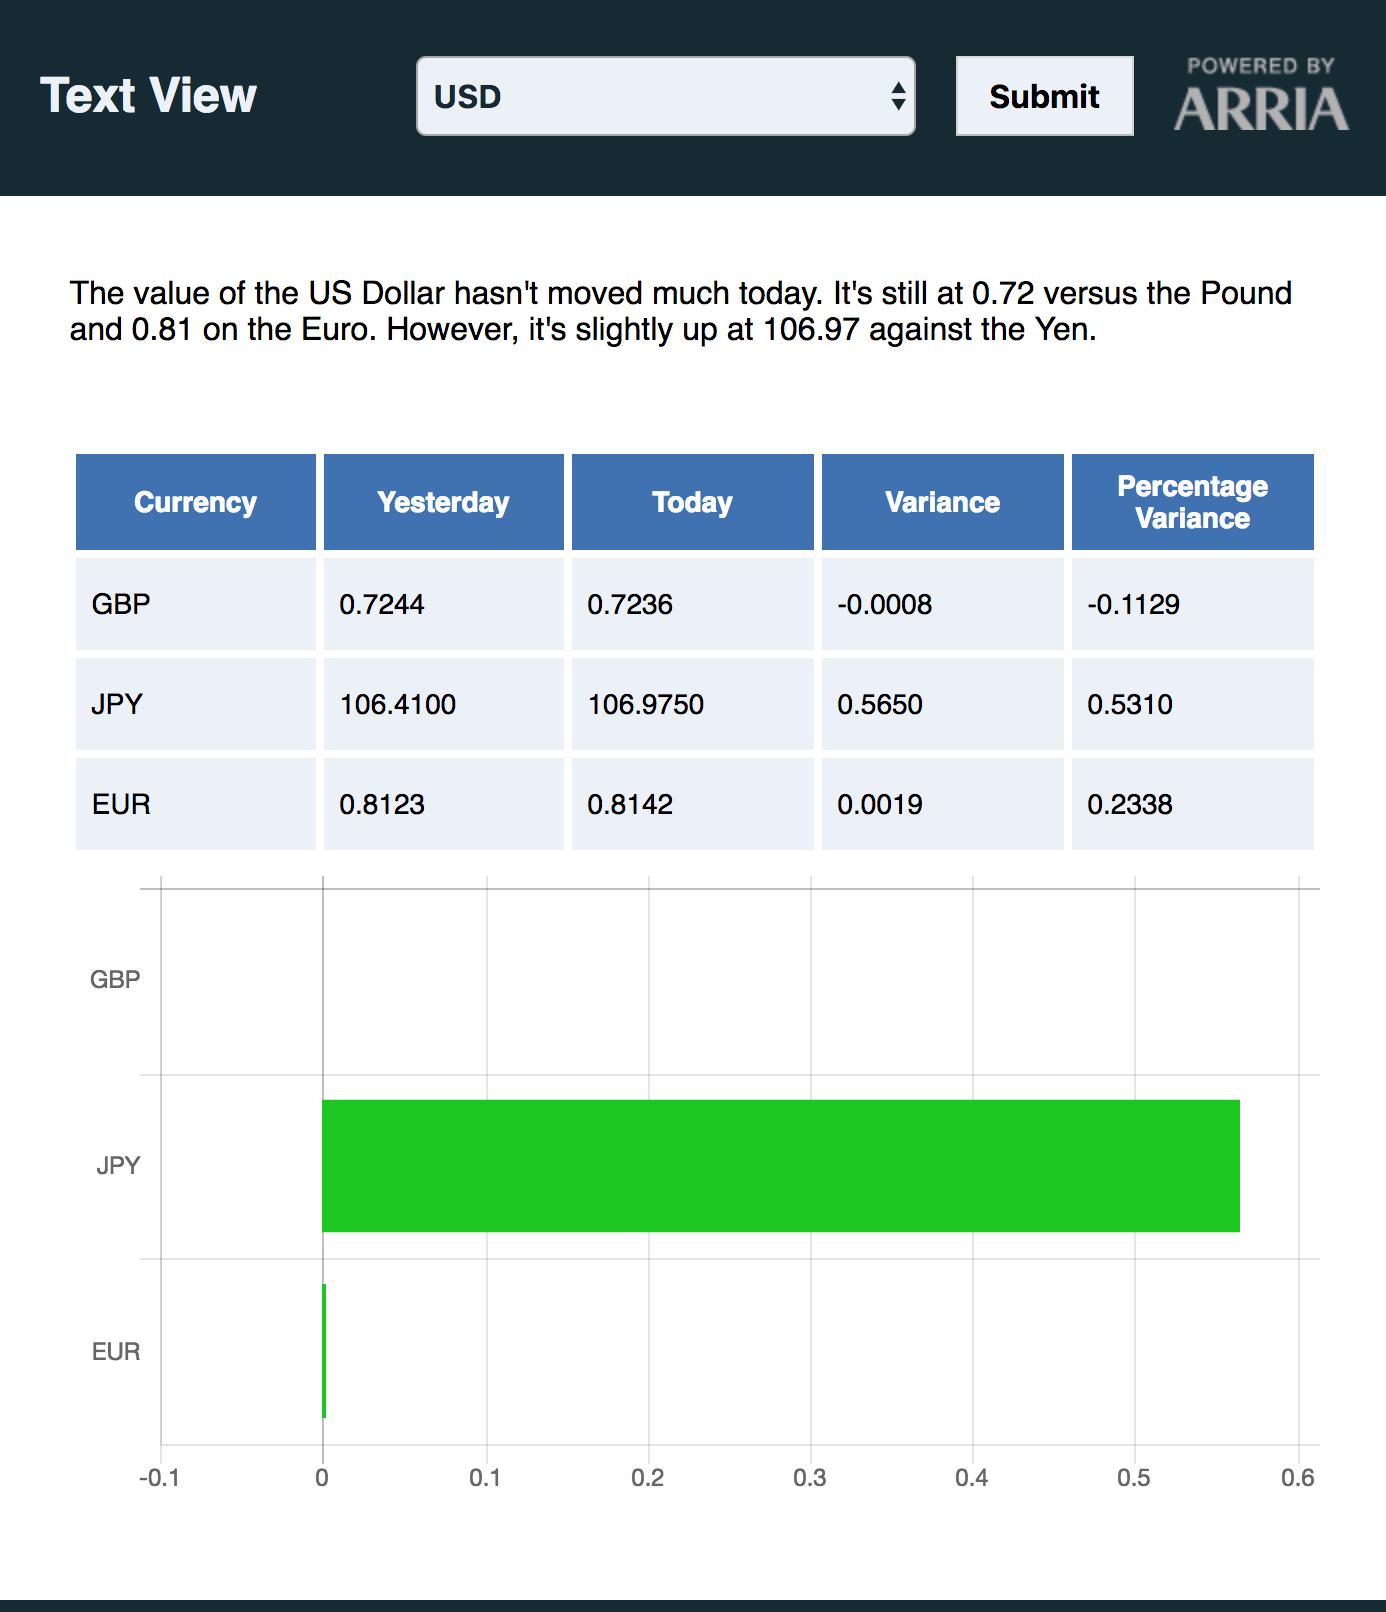 Text View
USD
Submit
POWERED BY
ARRIA
The value of the US Dollar hasn't moved much today. It's still at 0.72 versus the Pound
and 0.81 on the Euro. However, it's slightly up at 106.97 against the Yen.
Currency Yesterday Today Variance Percentage Variance
GBP 0.7244 0.7236 -0.0008 -0.1129
JPY 106.4100 106.9750 0.5650 0.5310
EUR 0.8123 0.8142 0.0019 0.2338
GBP
JPY
EUR
-0.1 0 0.1 0.2 0.3 0.4 0.5 0.6